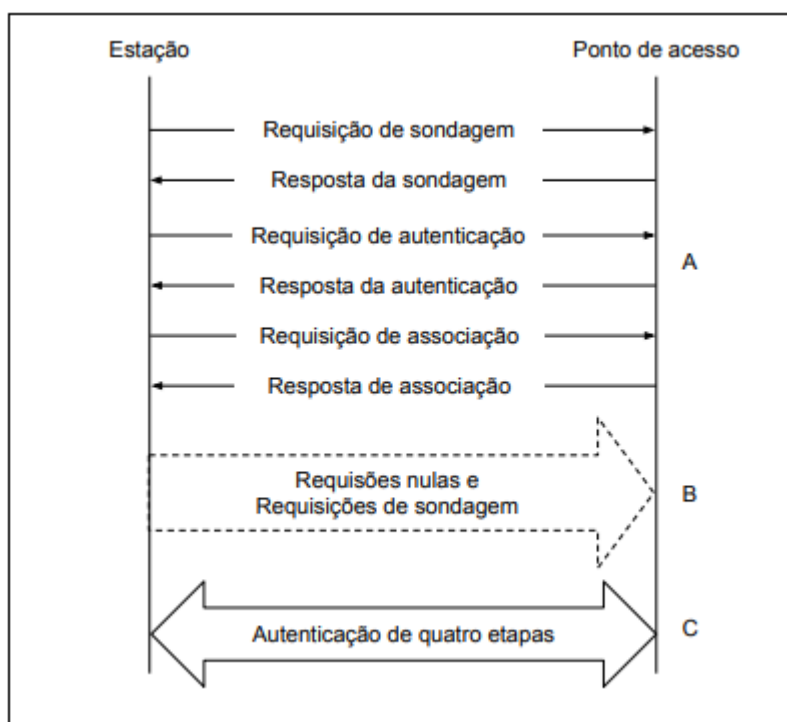 Estação
Ponto de acesso
Requisição de sondagem
Resposta da sondagem
Requisição de autenticação
A
Resposta da autenticação
Requisição de associação
Resposta de associação
Requisões nulas e
Requisições de sondagem
B
Autenticação de quatro etapas
C